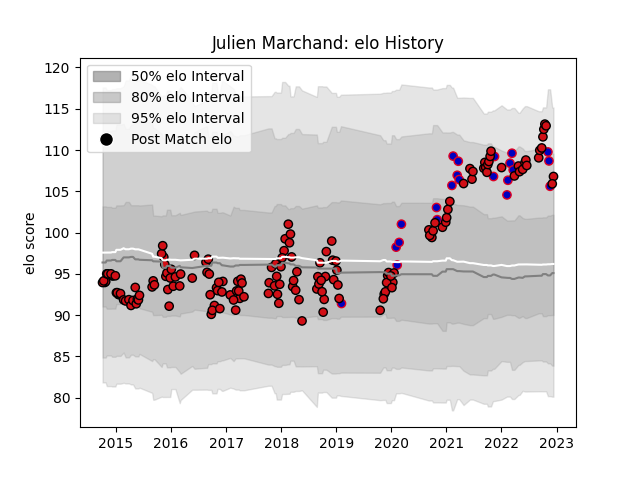 Julien Marchand: elo History
120
115
110
105
100
95
90
85
80
elo score
50% elo Interval
80% elo Interval
95% elo Interval
Post Match elo
2015 2016 2017 2018 2019 2020 2021 2022 2023